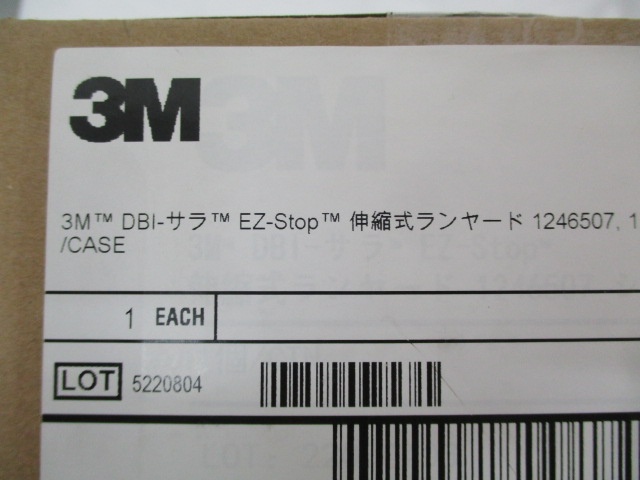 3M
3M™ DBI-サラ™ EZ-Stop™ 伸縮式ランヤード 1246507, 1
/CASE
1 EACH
LOT 5220804